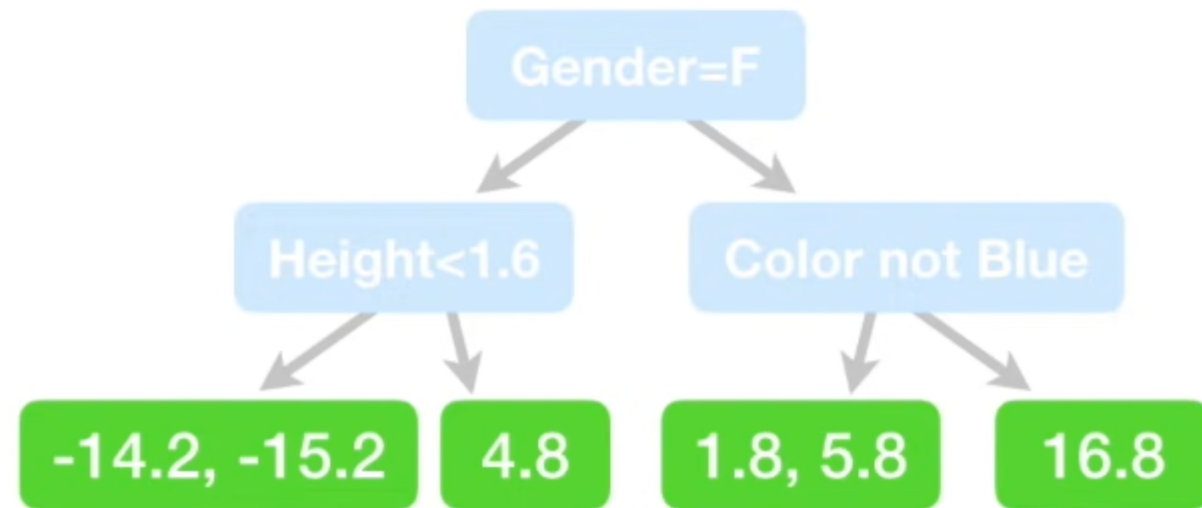 Gender=F
Height<1.6
Color not Blue
-14.2, -15.2
4.8
1.8, 5.8
16.8